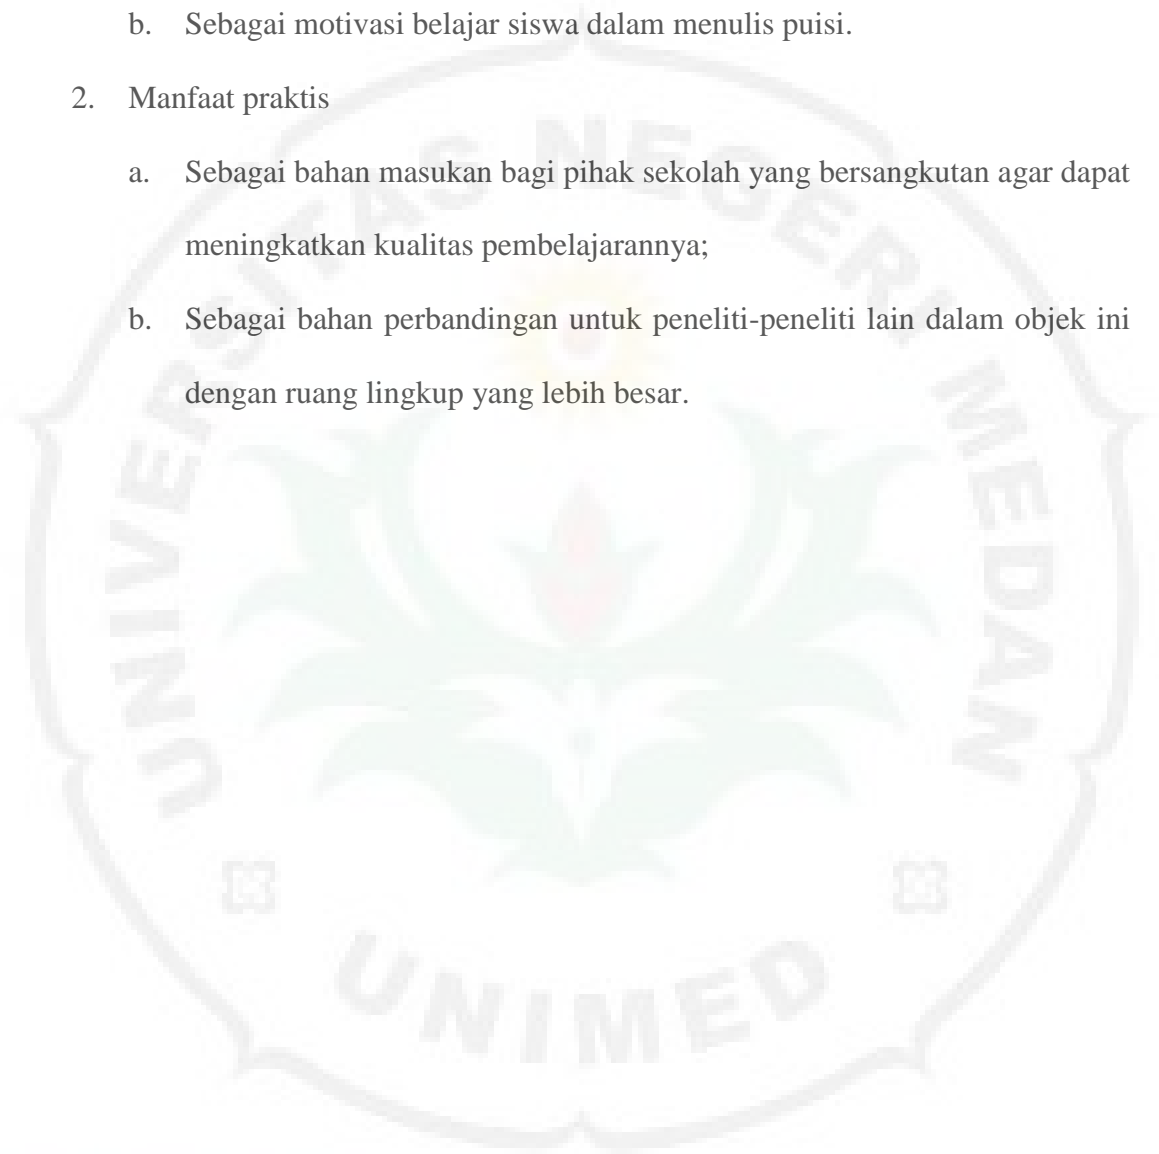 b. Sebagai motivasi belajar siswa dalam menulis puisi.
2. Manfaat praktis
a. Sebagai bahan masukan bagi pihak sekolah yang bersangkutan agar dapat
meningkatkan kualitas pembelajarannya;
b. Sebagai bahan perbandingan untuk peneliti-peneliti lain dalam objek ini
dengan ruang lingkup yang lebih besar.
UNIVERSITAS NEGERI MEDAN
UNIMED